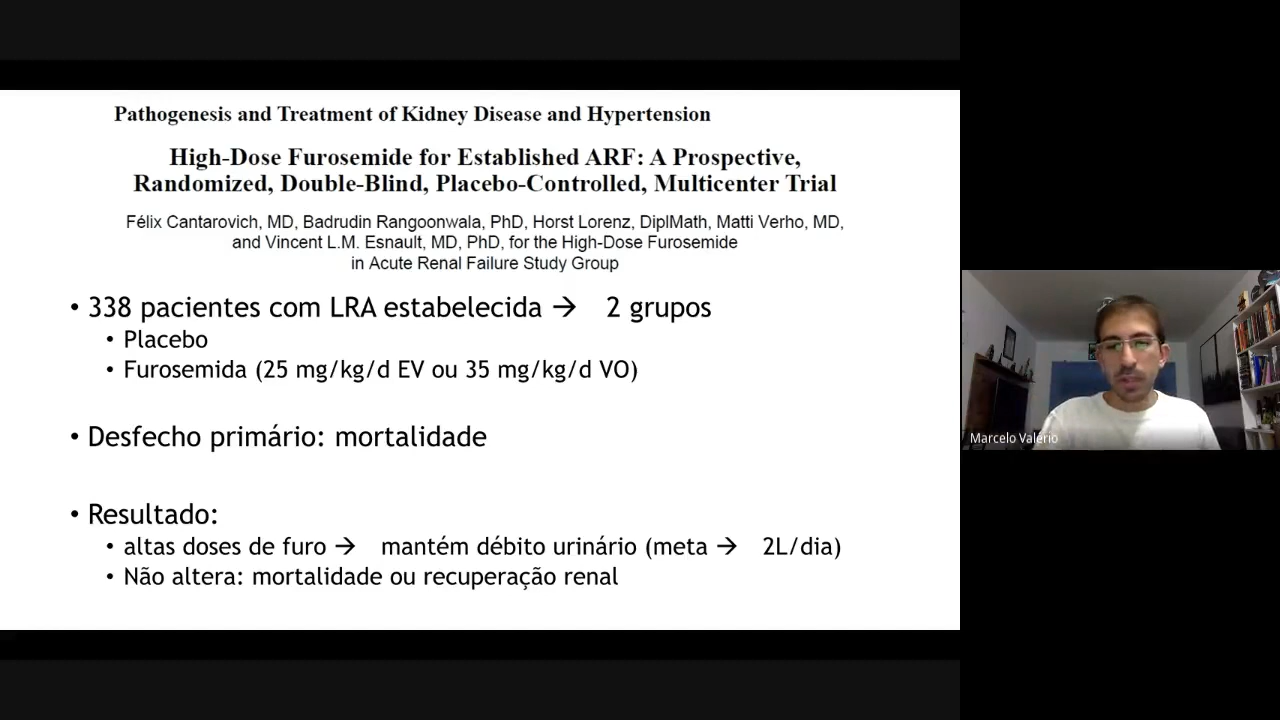 Pathogenesis and Treatment of Kidney Disease and Hypertension
High-Dose Furosemide for Established ARF: A Prospective,
Randomized, Double-Blind, Placebo-Controlled, Multicenter Trial
Félix Cantarovich, MD, Badrudin Rangoonwala, PhD, Horst Lorenz, DiplMath, Matti Verho, MD,
and Vincent L.M. Esnault, MD, PhD, for the High-Dose Furosemide
in Acute Renal Failure Study Group
• 338 pacientes com LRA estabelecida → 2 grupos
• Placebo
• Furosemida (25 mg/kg/d EV ou 35 mg/kg/d VO)
• Desfecho primário: mortalidade
• Resultado:
• altas doses de furo → mantém débito urinário (meta → 2L/dia)
• Não altera: mortalidade ou recuperação renal
Marcelo Valério